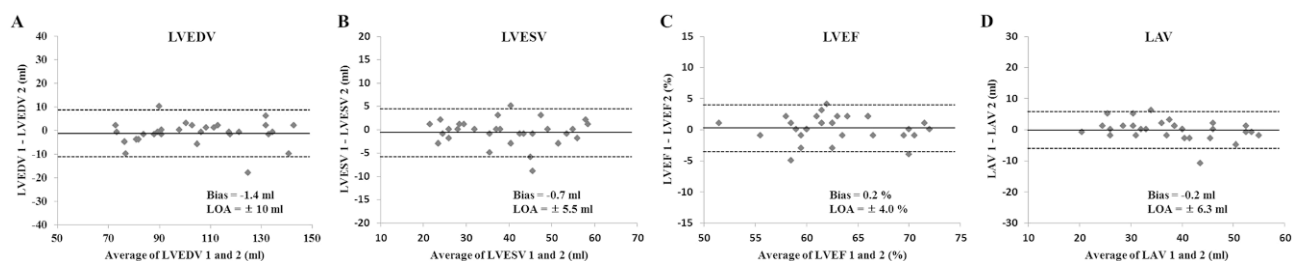 A
LVEDV
LVEDV 1 - LVEDV 2 (ml)
40
30
20
10
0
-10
-20
-30
-40
Bias = -1.4 ml
LOA = ± 10 ml
50
70
90
110
130
150
Average of LVEDV 1 and 2 (ml)
B
LVESV
LVESV 1 - LVESV 2 (ml)
20
15
10
5
0
-5
-10
-15
-20
Bias = -0.7 ml
LOA = ± 5.5 ml
10
20
30
40
50
60
70
Average of LVESV 1 and 2 (ml)
C
LVEF
LVEF 1 - LVEF 2 (%)
15
10
5
0
-5
-10
-15
Bias = 0.2 %
LOA = ± 4.0 %
50
55
60
65
70
75
Average of LVEF 1 and 2 (%)
D
LAV
LAV 1 - LAV 2 (ml)
30
20
10
0
-10
-20
-30
Bias = -0.2 ml
LOA = ± 6.3 ml
10
20
30
40
50
60
Average of LAV 1 and 2 (ml)